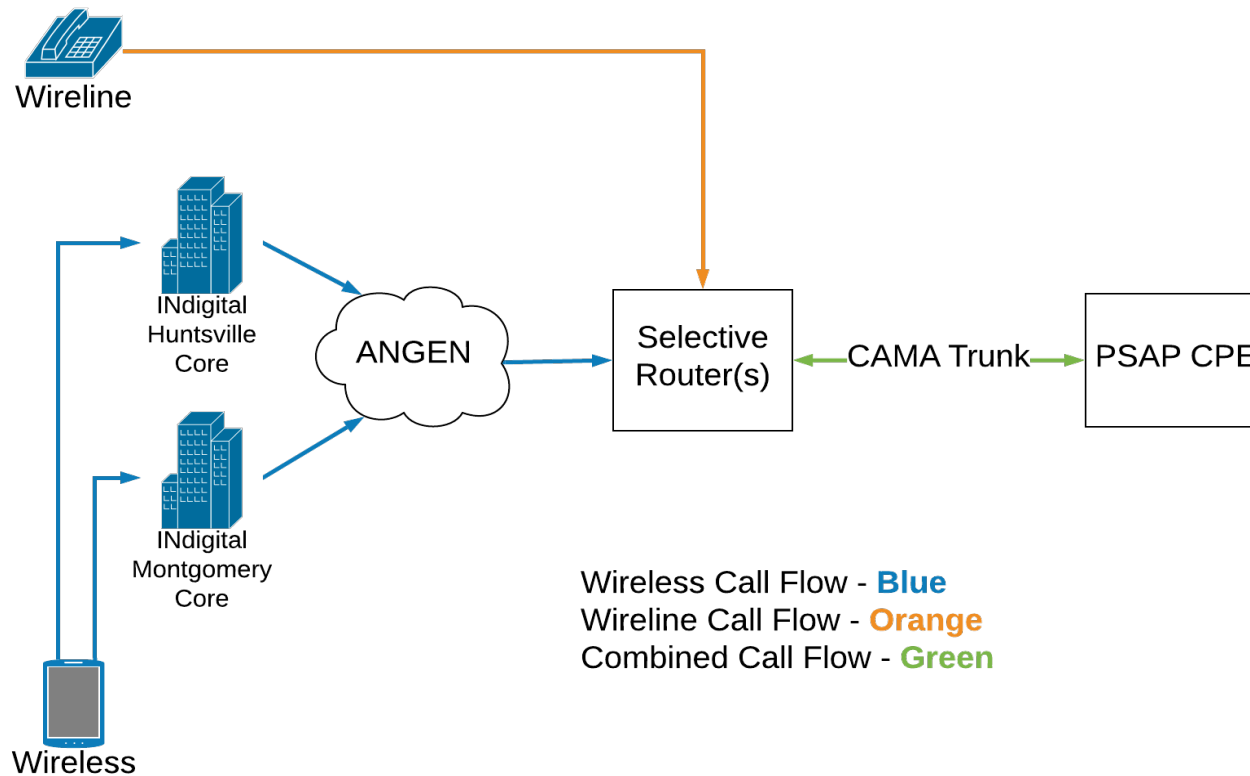 Wireline
INdigital
Huntsville
Core
ANGEN
Selective
Router(s)
CAMA Trunk
PSAP CPE
INdigital
Montgomery
Core
Wireless Call Flow - Blue
Wireline Call Flow - Orange
Combined Call Flow - Green
Wireless